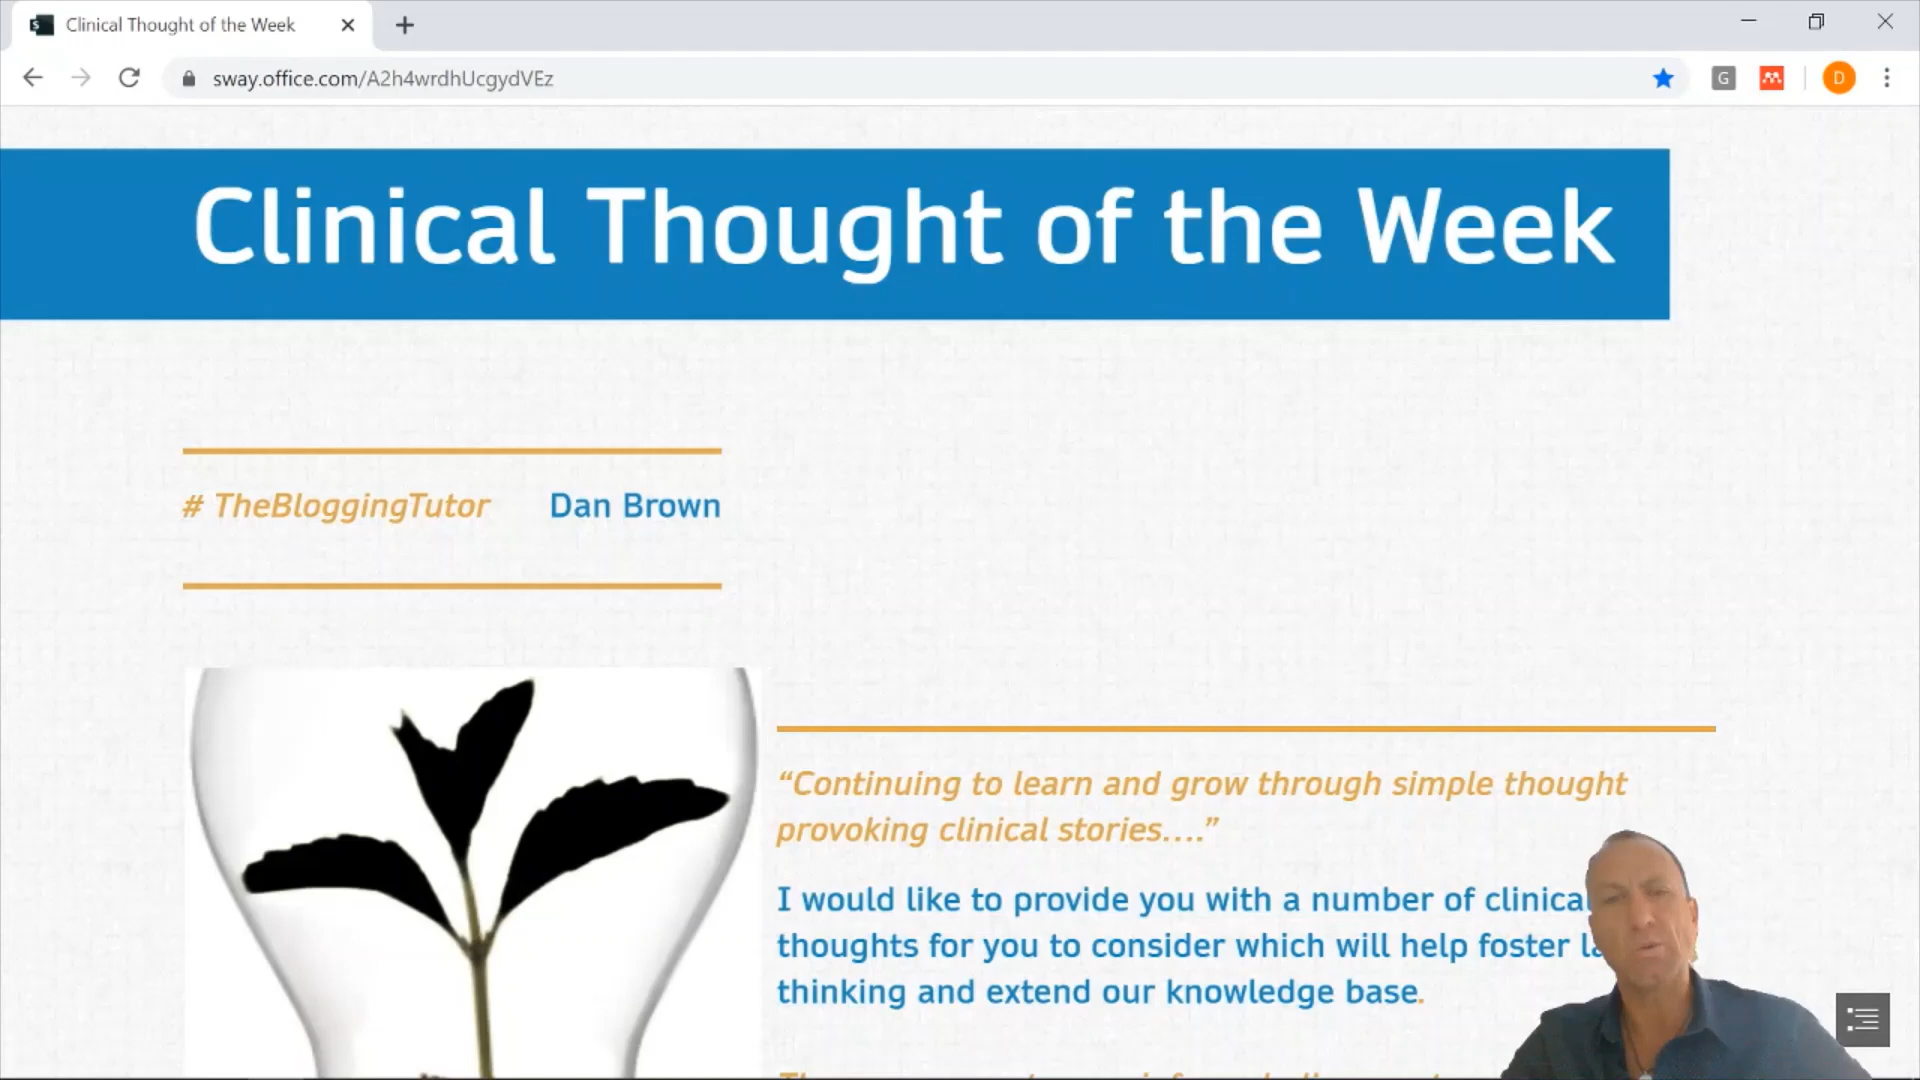 Clinical Thought of the Week
sway.office.com/A2h4wrdhUcgydVEz
G
D
Clinical Thought of the Week
# TheBloggingTutor Dan Brown
“Continuing to learn and grow through simple thought
provoking clinical stories....”
I would like to provide you with a number of clinical
thoughts for you to consider which will help foster
thinking and extend our knowledge base.